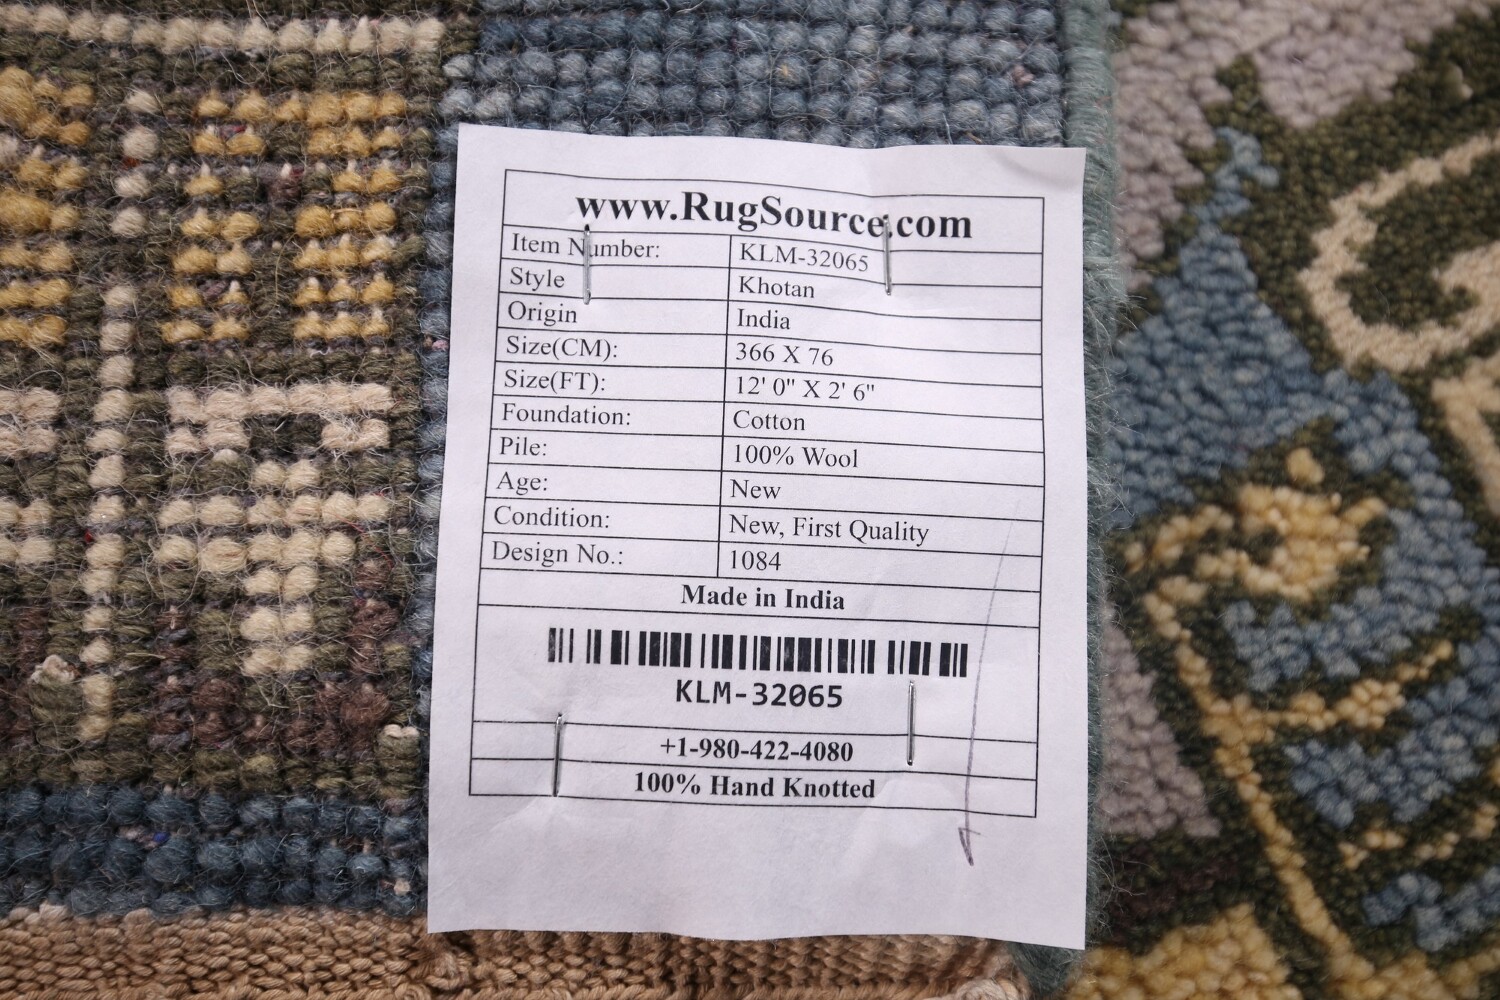 www.RugSource.com
Item Number: KLM-32065
Style Khotan
Origin India
Size(CM): 366 X 76
Size(FT): 12' 0" X 2' 6"
Foundation: Cotton
Pile: 100% Wool
Age: New
Condition: New, First Quality
Design No.: 1084
Made in India
KLM-32065
+1-980-422-4080
100% Hand Knotted